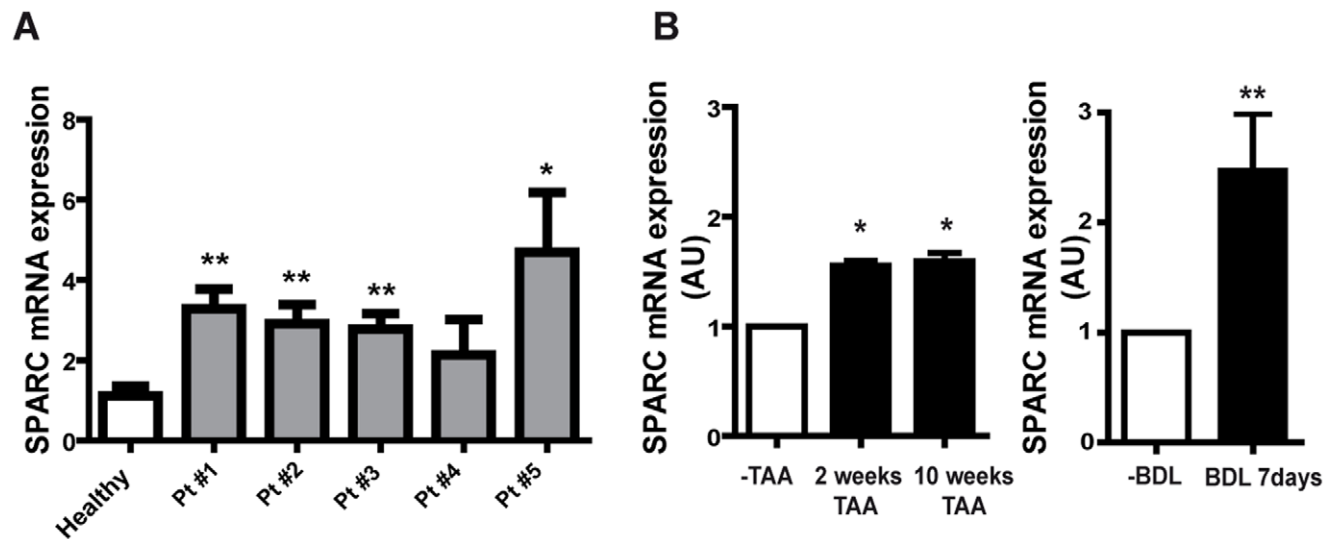 A
SPARC mRNA expression
8
6
4
2
0
**
**
**
*
Healthy
Pt #1
Pt #2
Pt #3
Pt #4
Pt #5
B
SPARC mRNA expression
(AU)
3
2
1
0
*
*
-TAA
2 weeks
TAA
10 weeks
TAA
SPARC mRNA expression
(AU)
3
2
1
0
**
-BDL
BDL 7days